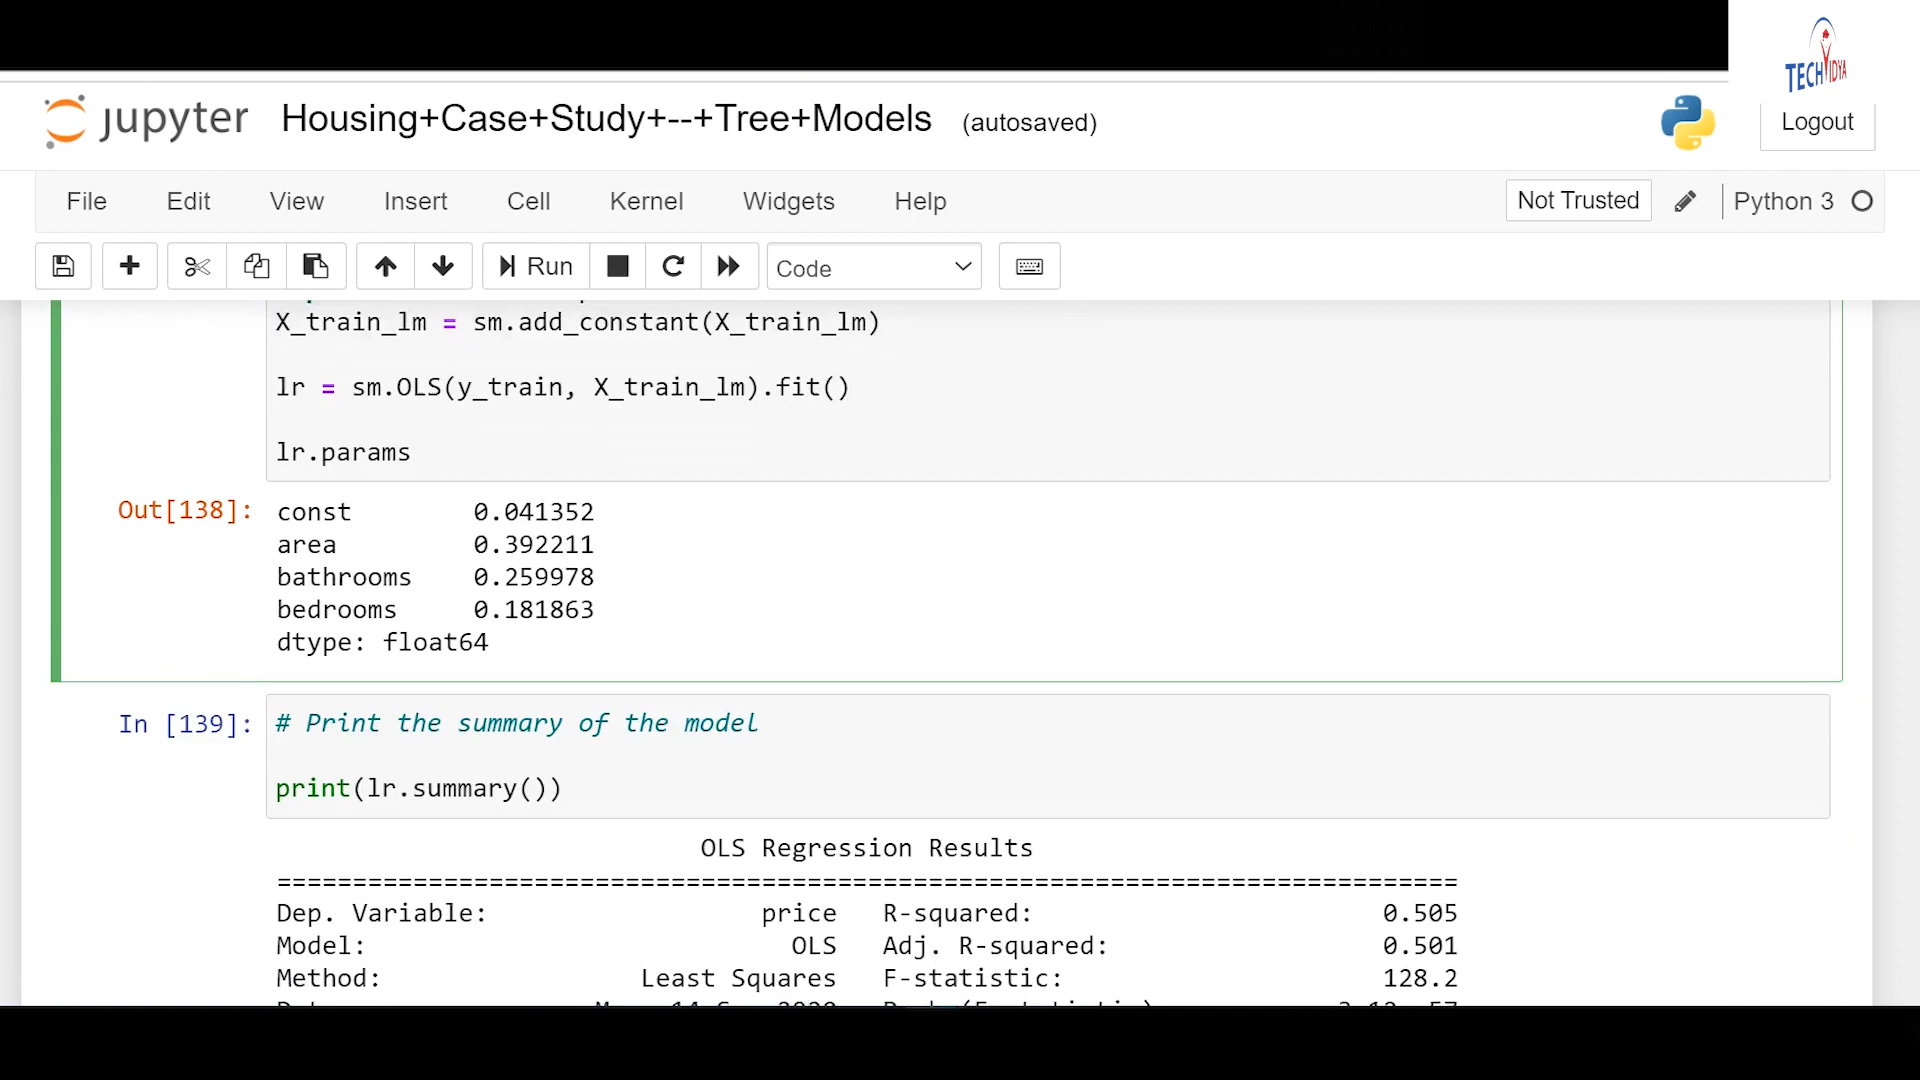 TECHVIDYA
jupyter Housing+Case+Study+--+Tree+Models (autosaved)
Logout
File Edit View Insert Cell Kernel Widgets Help Not Trusted Python 3
Run Code
X_train_lm = sm.add_constant(X_train_lm)
lr = sm.OLS(y_train, X_train_lm).fit()
lr.params
Out[138]: const 0.041352
area 0.392211
bathrooms 0.259978
bedrooms 0.181863
dtype: float64
In [139]: # Print the summary of the model
print(lr.summary())
OLS Regression Results
==============================================================================
Dep. Variable: price R-squared: 0.505
Model: OLS Adj. R-squared: 0.501
Method: Least Squares F-statistic: 128.2